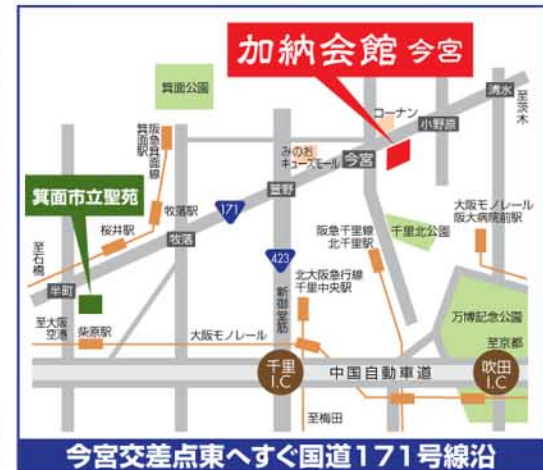 加納会館 今宮
箕面公園
清水
至茨木
コーナン
小野原
阪急箕面線
箕面駅
みのお
キューズモール
今宮
箕面市立聖苑
牧落駅
171
萱野
大阪モノレール
阪大病院前駅
至石橋
桜井駅
牧落
阪急千里線
北千里駅
千里北公園
423
北大阪急行線
千里中央駅
半町
新御堂筋
万博記念公園
至大阪
空港
柴原駅
大阪モノレール
至京都
千里
I.C
中国自動車道
吹田
I.C
至梅田
今宮交差点東へすぐ国道171号線沿